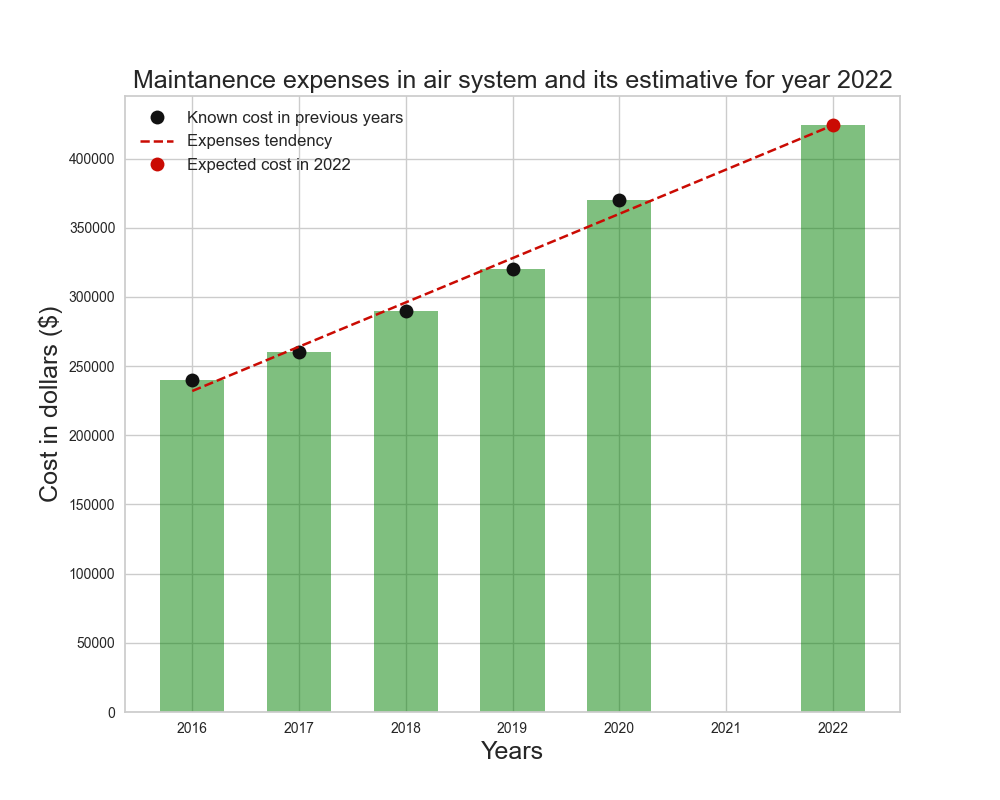 Maintanence expenses in air system and its estimative for year 2022
Known cost in previous years
Expenses tendency
Expected cost in 2022
Cost in dollars ($)
400000
350000
300000
250000
200000
150000
100000
50000
0
2016 2017 2018 2019 2020 2021 2022
Years